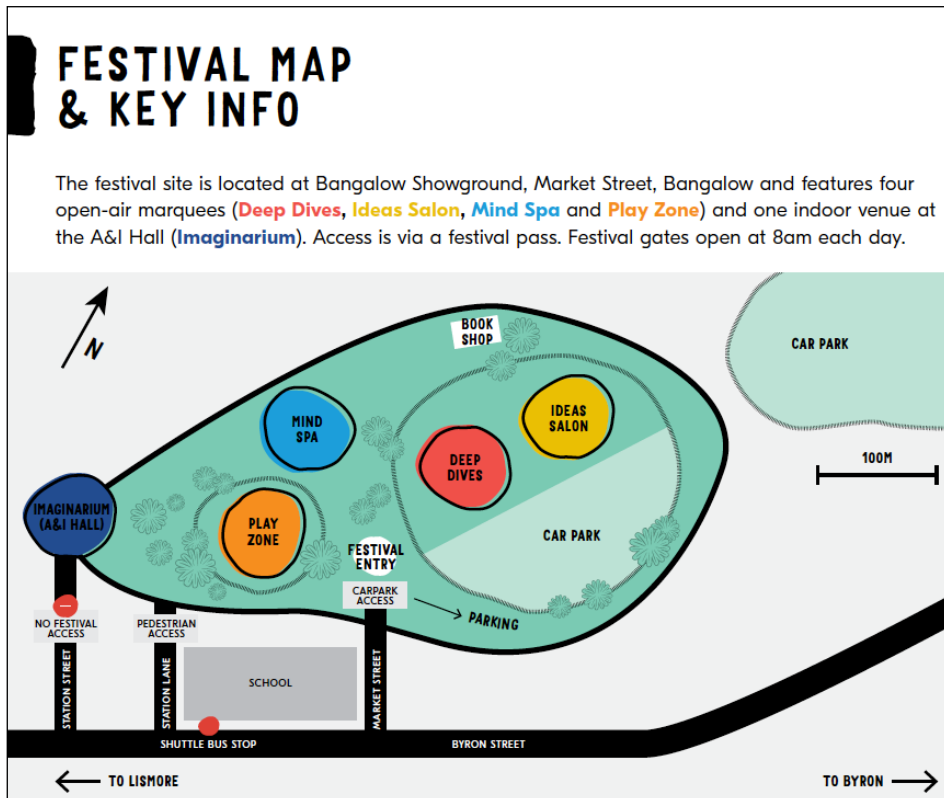 FESTIVAL MAP
& KEY INFO
The festival site is located at Bangalow Showground, Market Street, Bangalow and features four
open-air marquees (Deep Dives, Ideas Salon, Mind Spa and Play Zone) and one indoor venue at
the A&I Hall (Imaginarium). Access is via a festival pass. Festival gates open at 8am each day.
N
BOOK
SHOP
CAR PARK
MIND
SPA
IDEAS
SALON
DEEP
DIVES
100M
IMAGINARIUM
(A&I HALL)
PLAY
ZONE
CAR PARK
FESTIVAL
ENTRY
CARPARK
ACCESS
PARKING
NO FESTIVAL
ACCESS
PEDESTRIAN
ACCESS
STATION STREET
STATION LANE
SCHOOL
MARKET STREET
SHUTTLE BUS STOP
BYRON STREET
TO LISMORE
TO BYRON